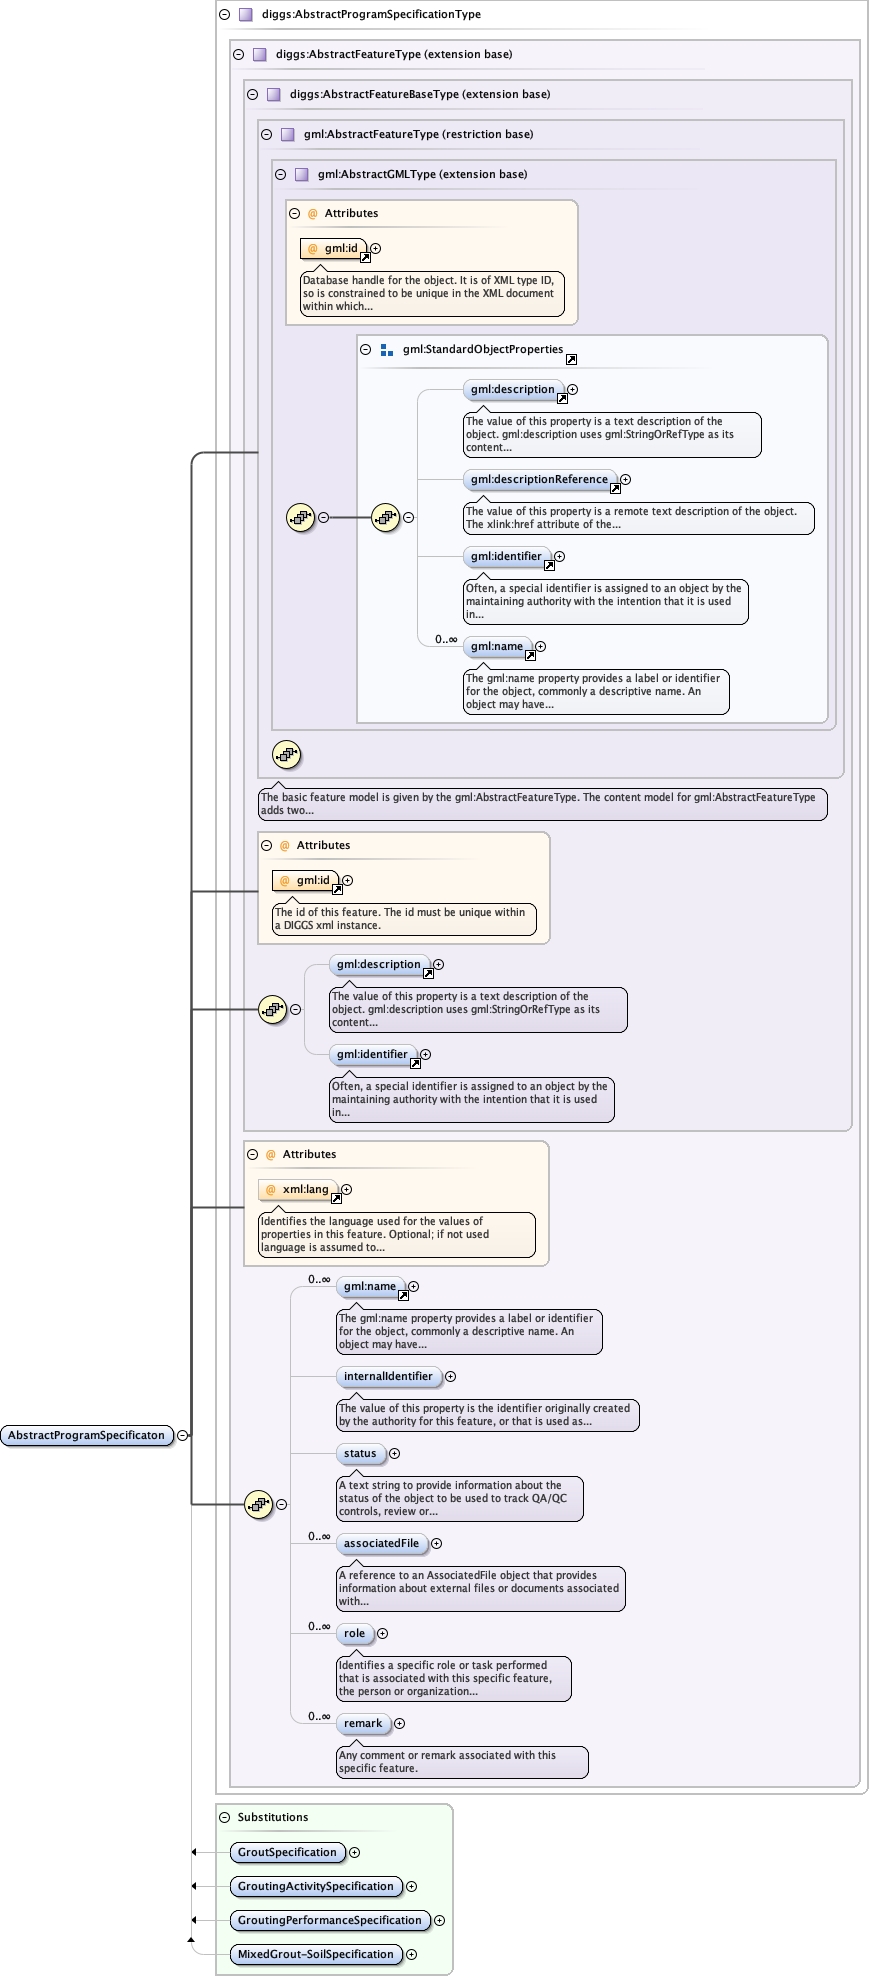 diggs:AbstractProgramSpecificationType
diggs:AbstractFeatureType (extension base)
diggs:AbstractFeatureBaseType (extension base)
gml:AbstractFeatureType (restriction base)
gml:AbstractGMLType (extension base)
@ Attributes
@ gml:id
Database handle for the object. It is of XML type ID,
so is constrained to be unique in the XML document
within which...
gml:StandardObjectProperties
gml:description
The value of this property is a text description of the
object. gml:description uses gml:StringOrRefType as its
content...
gml:descriptionReference
The value of this property is a remote text description of the object.
The xlink:href attribute of the...
gml:identifier
Often, a special identifier is assigned to an object by the
maintaining authority with the intention that it is used
in...
0..∞
gml:name
The gml:name property provides a label or identifier
for the object, commonly a descriptive name. An
object may have...
The basic feature model is given by the gml:AbstractFeatureType. The content model for gml:AbstractFeatureType
adds two...
@ Attributes
@ gml:id
The id of this feature. The id must be unique within
a DIGGS xml instance.
gml:description
The value of this property is a text description of the
object. gml:description uses gml:StringOrRefType as its
content...
gml:identifier
Often, a special identifier is assigned to an object by the
maintaining authority with the intention that it is used
in...
@ Attributes
@ xml:lang
Identifies the language used for the values of
properties in this feature. Optional; if not used
language is assumed to...
0..∞
gml:name
The gml:name property provides a label or identifier
for the object, commonly a descriptive name. An
object may have...
internalIdentifier
The value of this property is the identifier originally created
by the authority for this feature, or that is used as...
AbstractProgramSpecificaton
status
A text string to provide information about the
status of the object to be used to track QA/QC
controls, review or...
0..∞
associatedFile
A reference to an AssociatedFile object that provides
information about external files or documents associated
with...
0..∞
role
Identifies a specific role or task performed
that is associated with this specific feature,
the person or organization...
0..∞
remark
Any comment or remark associated with this
specific feature.
Substitutions
GroutSpecification
GroutingActivitySpecification
GroutingPerformanceSpecification
MixedGrout-SoilSpecification